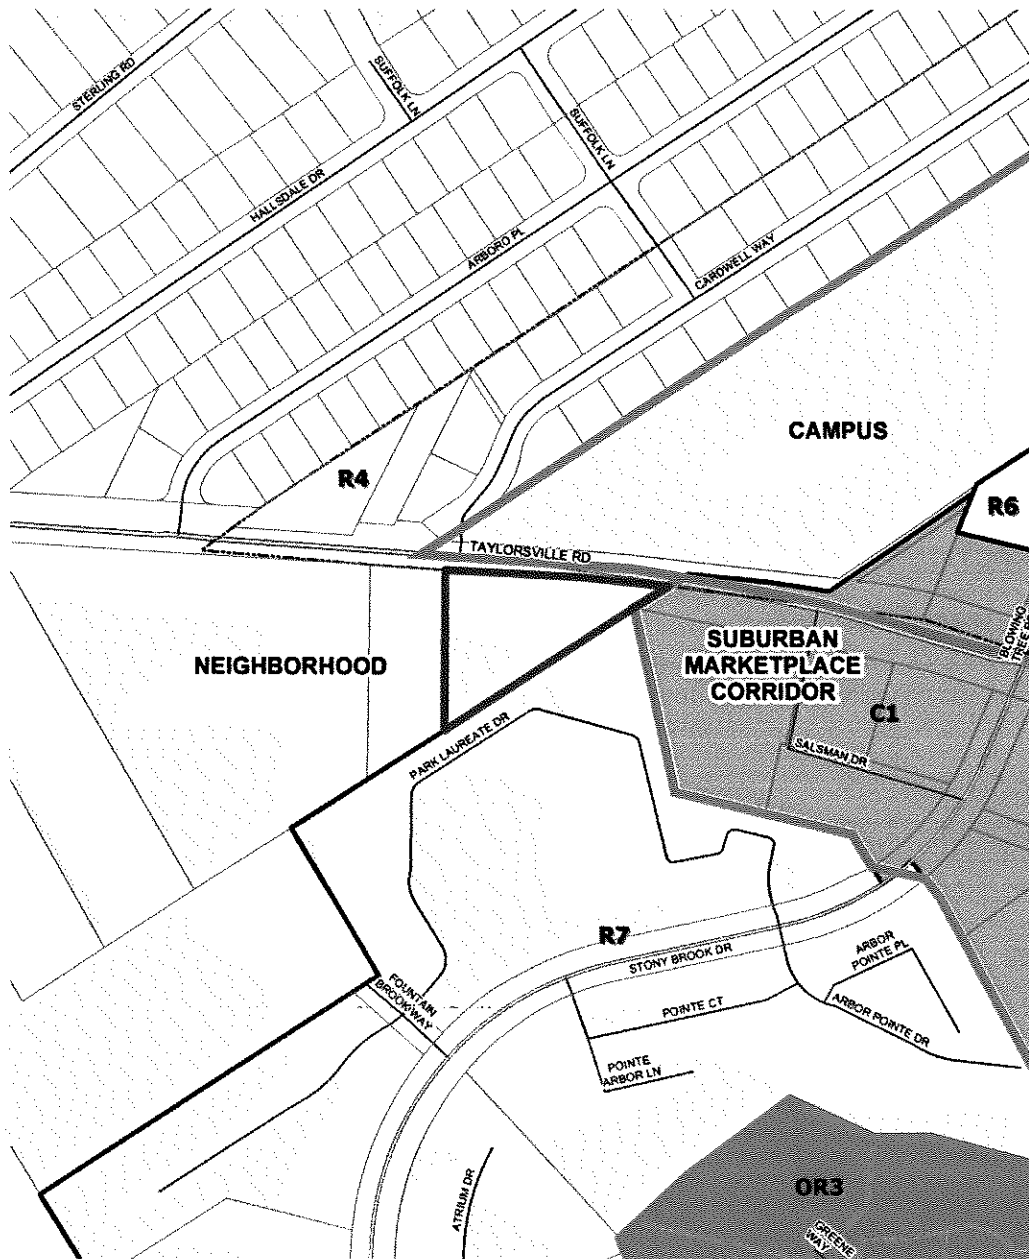 STERLING RD
SUFFOLK LN
SUFFOLK LN
HALLSDALE DR
ARBORO PL
CARDWELL WAY
CAMPUS
R4
R6
TAYLORSVILLE RD
BLOWING
TREE
NEIGHBORHOOD
SUBURBAN
MARKETPLACE
CORRIDOR
C1
SALSMAN DR
PARK LAUREATE DR
R7
STONY BROOK DR
ARBOR
POINTE PL
FOUNTAIN
BROOK WAY
POINTE CT
ARBOR POINTE DR
POINTE
ARBOR LN
ATRIUM DR
OR3
GREENE
WAY